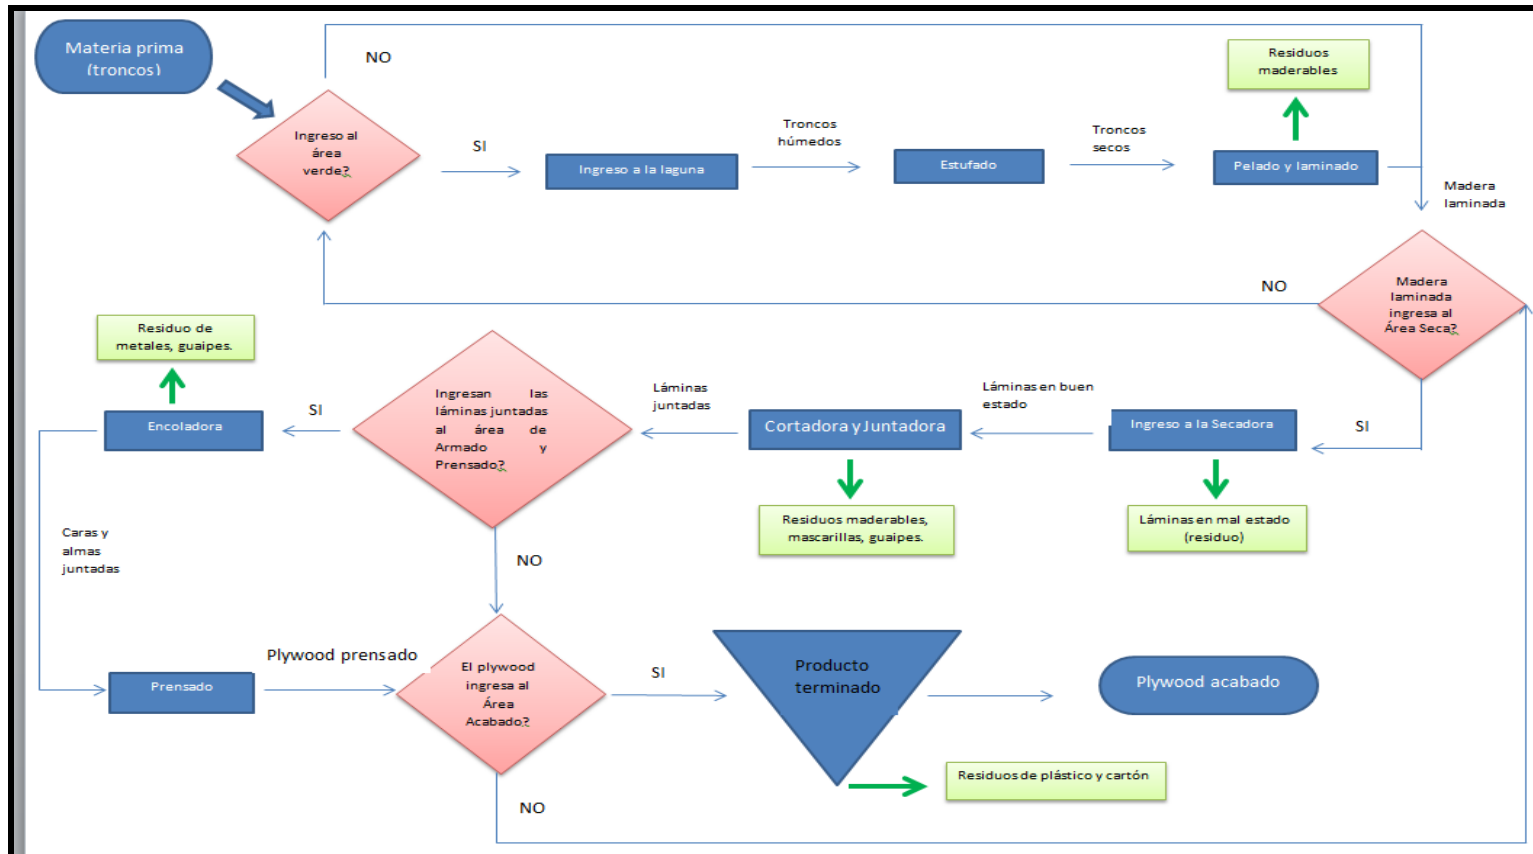 Materia prima
(troncos)
NO
Residuos
maderables
Ingreso al
área
verde?
SI
Ingreso a la laguna
Troncos
húmedos
Estufado
Troncos
secos
Pelado y laminado
Madera
laminada
NO
Madera
laminada
ingresa al
Área Seca?
Residuo de
metales, guaipes.
Encoladora
SI
Ingresan las
láminas juntadas
al área de
Armado y
Prensado?
Láminas
juntadas
Cortadora y Juntadora
Láminas en buen
estado
Ingreso a la Secadora
SI
Residuos maderables,
mascarillas, guaipes.
Láminas en mal estado
(residuo)
Caras y
almas
juntadas
NO
Prensado
Plywood prensado
El plywood
ingresa al
Área
Acabado?
SI
Producto
terminado
Plywood acabado
Residuos de plástico y cartón
NO